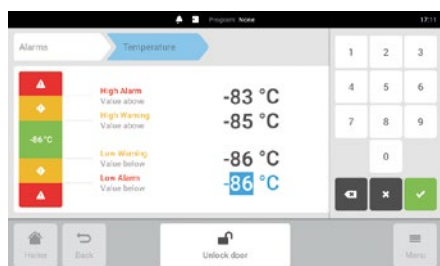 Program: None
17:11
Alarms
Temperature
High Alarm
Value above
-83 °C
High Warning
Value above
-85 °C
-86°C
Low Warning
Value below
-86 °C
Low Alarm
Value below
-86 °C
1 2 3
4 5 6
7 8 9
0
Home
Back
Unlock door
Menu